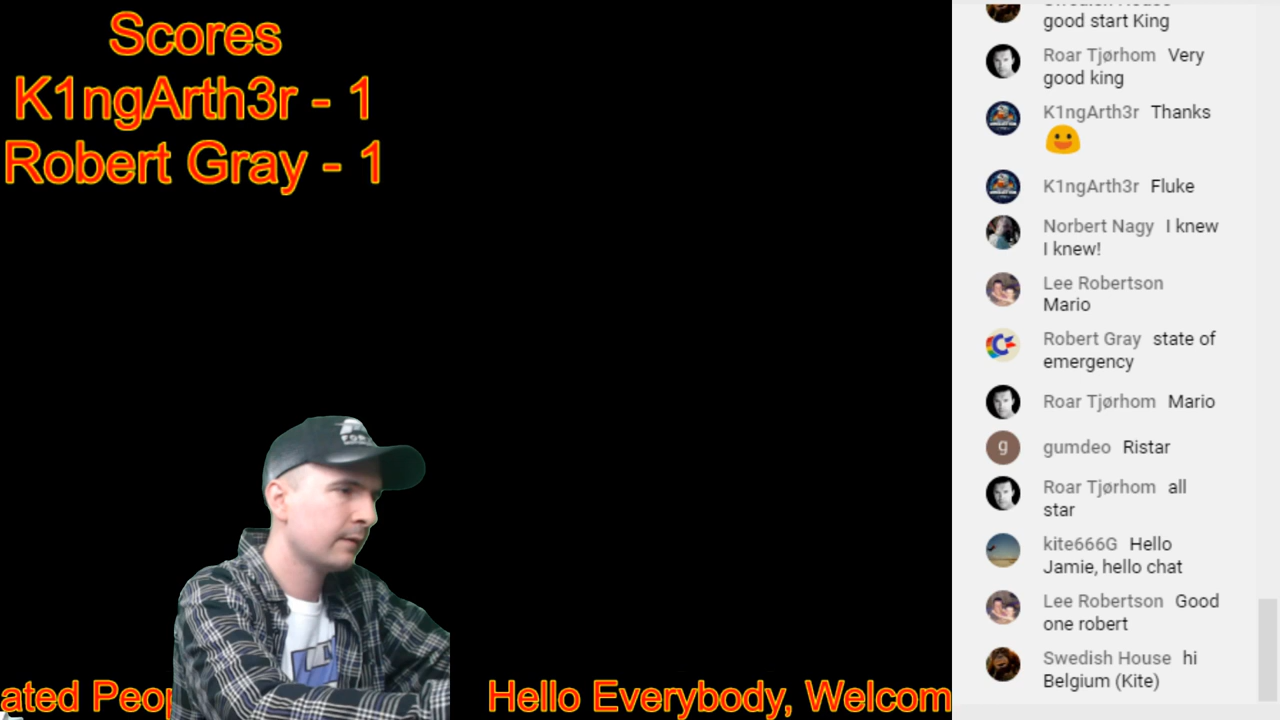 Scores
K1ngArth3r - 1
Robert Gray - 1
ated Peop
Hello Everybody, Welcom
good start King
Roar Tjørhom Very
good king
K1ngArth3r Thanks
K1ngArth3r Fluke
Norbert Nagy I knew
I knew!
Lee Robertson
Mario
Robert Gray state of
emergency
Roar Tjørhom Mario
g
gumdeo Ristar
Roar Tjørhom all
star
kite666G Hello
Jamie, hello chat
Lee Robertson Good
one robert
Swedish House hi
Belgium (Kite)